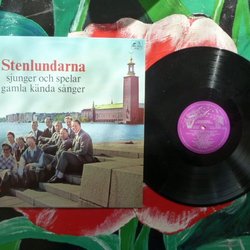 Stenlundarna
sjunger och spelar
gamla kända sånger